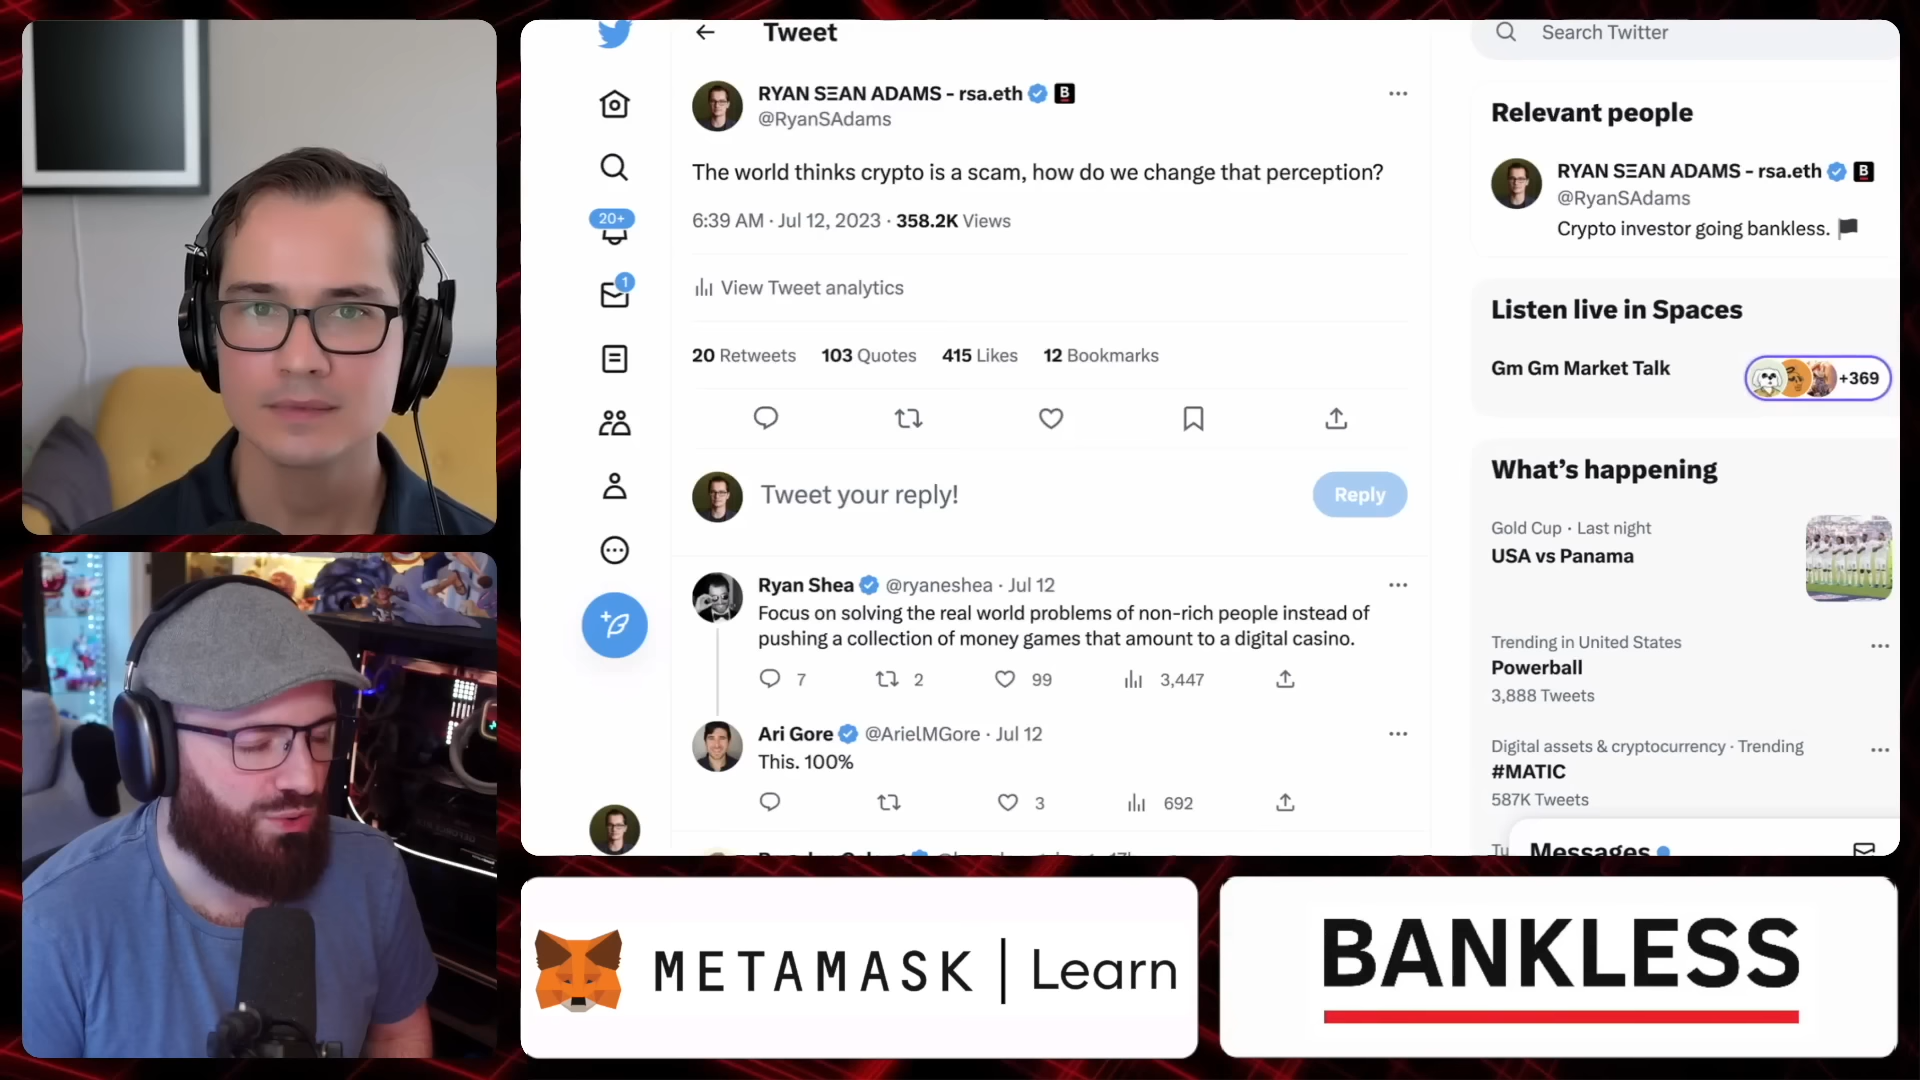 Tweet
RYAN SΞAN ADAMS - rsa.eth
@RyanSAdams
The world thinks crypto is a scam, how do we change that perception?
6:39 AM · Jul 12, 2023 · 358.2K Views
View Tweet analytics
20 Retweets 103 Quotes 415 Likes 12 Bookmarks
Tweet your reply!
Reply
Ryan Shea @ryaneshea · Jul 12
Focus on solving the real world problems of non-rich people instead of
pushing a collection of money games that amount to a digital casino.
7 2 99 3,447
Ari Gore @ArielMGore · Jul 12
This. 100%
3 692
20+
1
Search Twitter
Relevant people
RYAN SΞAN ADAMS - rsa.eth
@RyanSAdams
Crypto investor going bankless.
Listen live in Spaces
Gm Gm Market Talk
+369
What's happening
Gold Cup · Last night
USA vs Panama
Trending in United States
Powerball
3,888 Tweets
Digital assets & cryptocurrency · Trending
#MATIC
587K Tweets
Messages
METAMASK | Learn
BANKLESS